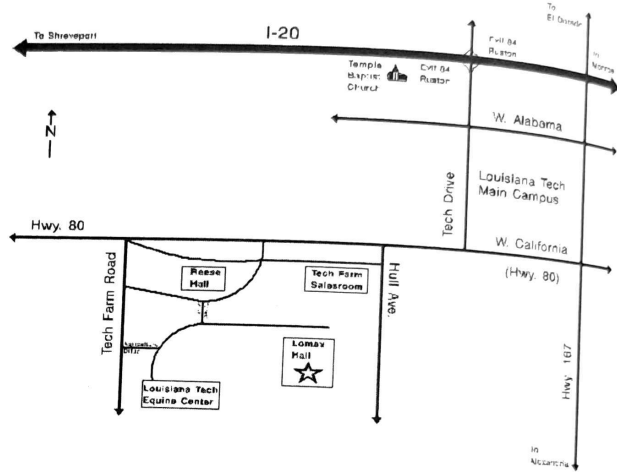 To Shrevepart
I-20
To
El Dorado
To
Monroe
Exit 84
Ruston
Temple
Baptist
Church
Exit 84
Ruston
N
W. Alabama
Louisiana Tech
Main Campus
Tech Drive
Hwy. 80
W. California
(Hwy. 80)
Tech Farm Road
Reese
Hall
Tech Farm
Salesroom
Hull Ave.
Lomax
Hall
Louisiana Tech
Equine Center
Hwy 167
To
Alexandria